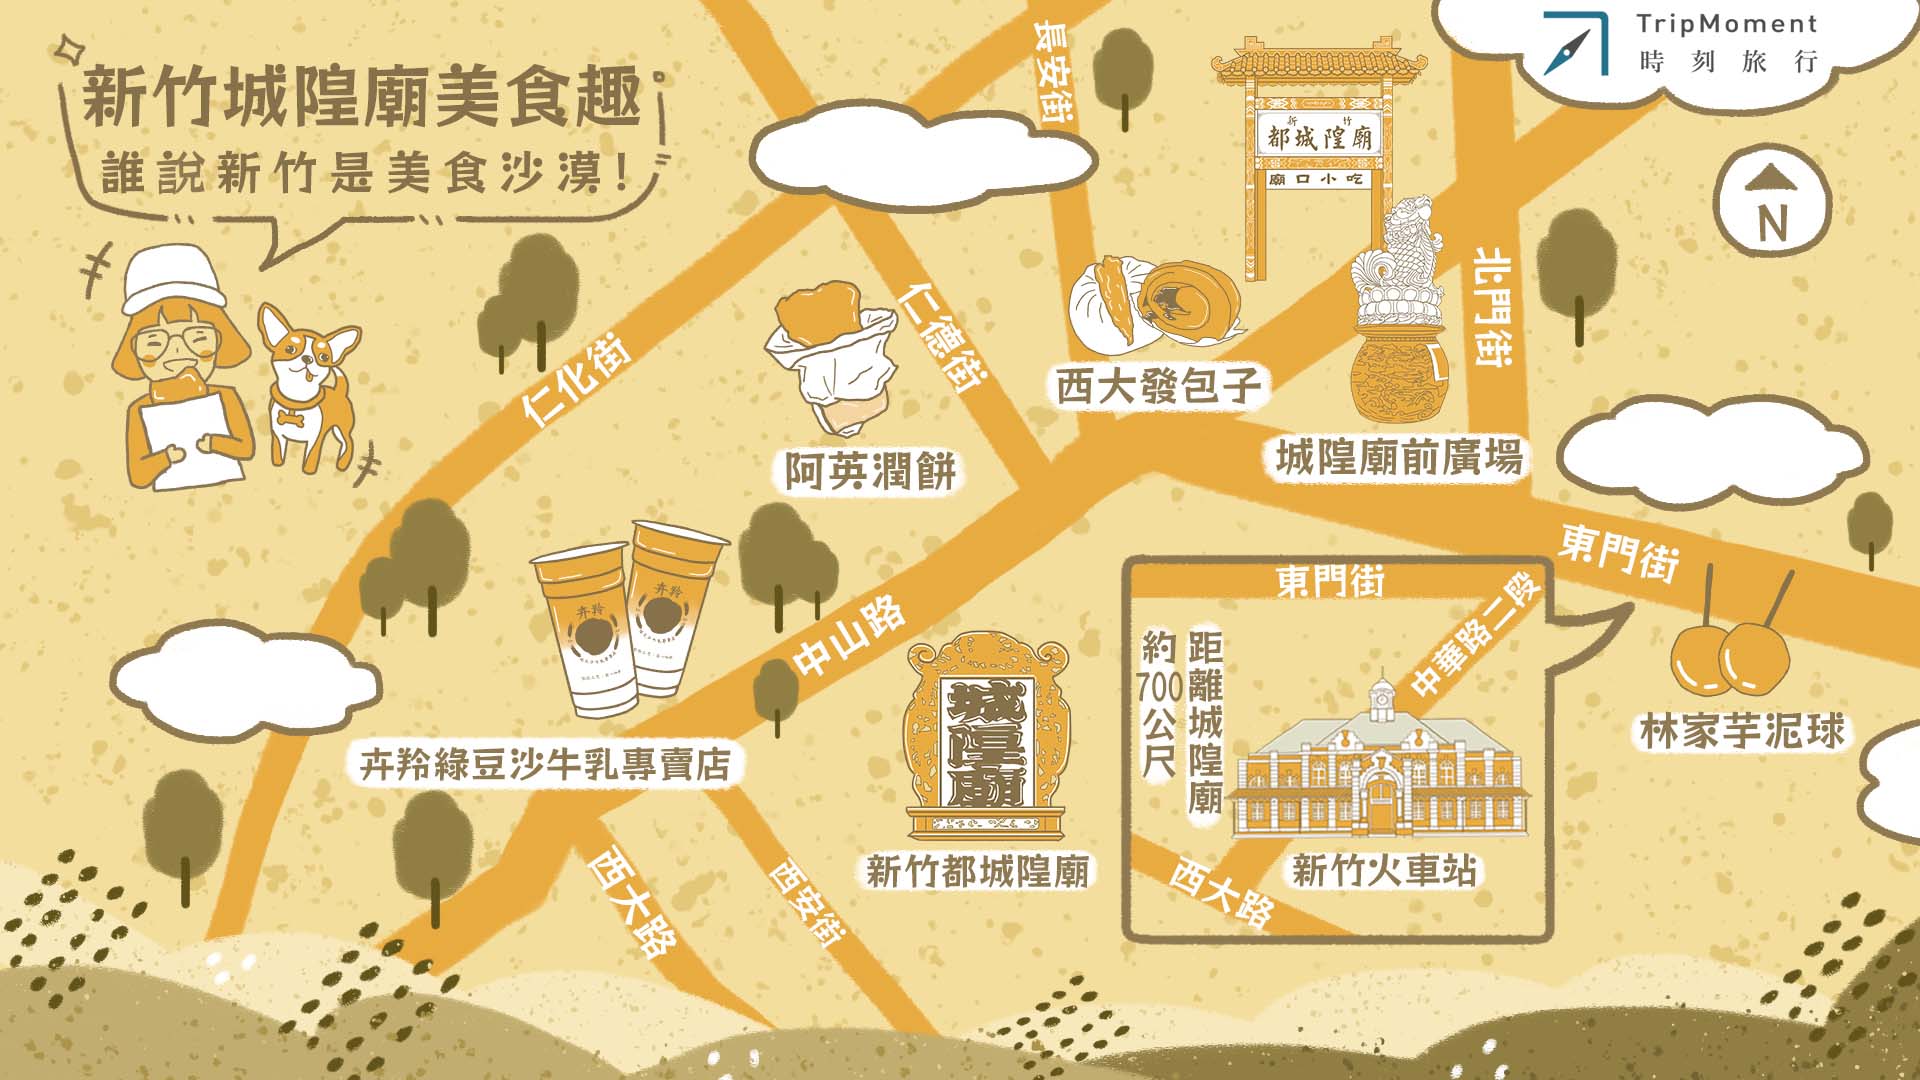 新竹城隍廟美食趣
誰說新竹是美食沙漠！
TripMoment
時刻旅行
長安街
新竹
都城隍廟
廟口小吃
N
北門街
仁德街
仁化街
西大發包子
城隍廟前廣場
阿英潤餅
東門街
卉羚
卉羚
中山路
城隍廟
東門街
中華路二段
距離城隍廟
約700公尺
林家芋泥球
卉羚綠豆沙牛乳專賣店
新竹都城隍廟
新竹火車站
西大路
西大路
西安街